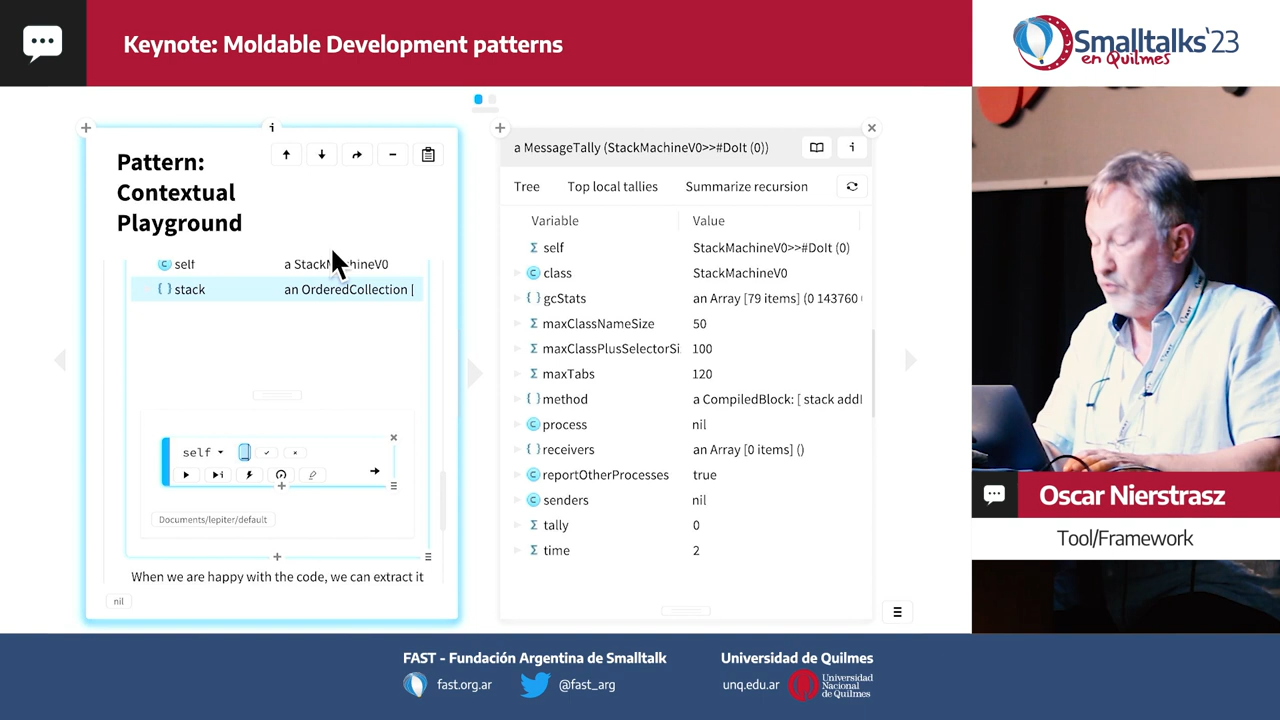 Keynote: Moldable Development patterns
Smalltalks'23
en Quilmes
Pattern:
Contextual
Playground
self a StackMachineV0
stack an OrderedCollection [
self
Documents/lepiter/default
When we are happy with the code, we can extract it
nil
a MessageTally (StackMachineV0>>#DoIt (0))
Tree Top local tallies Summarize recursion
Variable Value
self StackMachineV0>>#DoIt (0)
class StackMachineV0
gcStats an Array [79 items] (0 143760
maxClassNameSize 50
maxClassPlusSelectorSi 100
maxTabs 120
method a CompiledBlock: [ stack addl
process nil
receivers an Array [0 items] ()
reportOtherProcesses true
senders nil
tally 0
time 2
Oscar Nierstrasz
Tool/Framework
FAST - Fundación Argentina de Smalltalk
fast.org.ar @fast_arg
Universidad de Quilmes
unq.edu.ar
Universidad
Nacional
de Quilmes